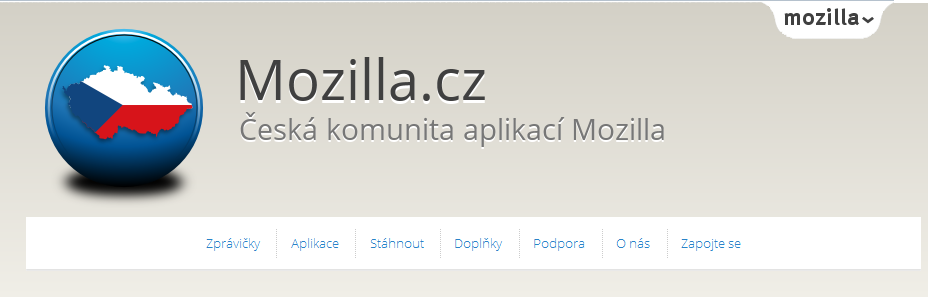 mozilla
Mozilla.cz
Česká komunita aplikací Mozilla
Zprávičky Aplikace Stáhnout Doplňky Podpora O nás Zapojte se